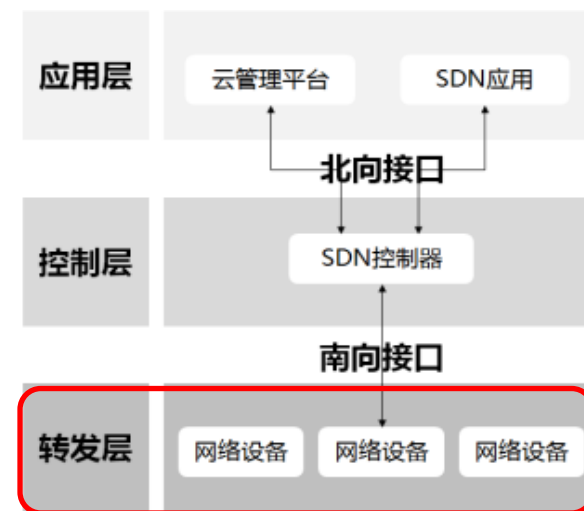 应用层
云管理平台
SDN应用
北向接口
控制层
SDN控制器
南向接口
转发层
网络设备
网络设备
网络设备